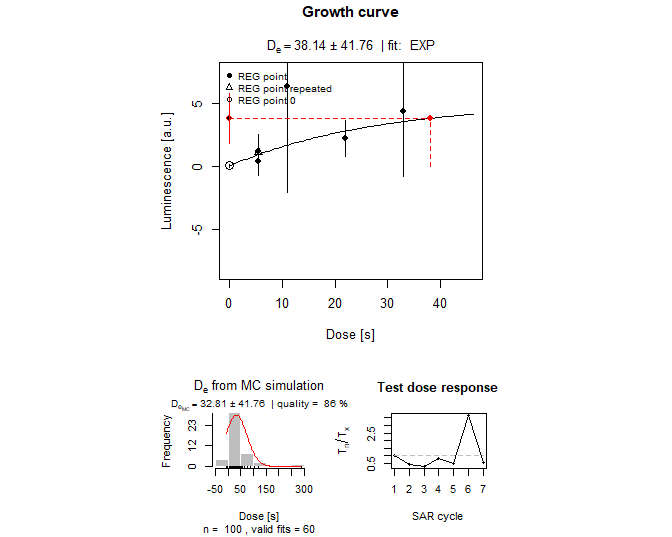 Growth curve
De = 38.14 ± 41.76 | fit: EXP
REG point
REG point repeated
REG point 0
Luminescence [a.u.]
5
0
-5
0 10 20 30 40
Dose [s]
De from MC simulation
DeMC = 32.81 ± 41.76 | quality = 86 %
Frequency
23
12
0
-50 50 150 300
Dose [s]
n = 100 , valid fits = 60
Test dose response
Tn/Tx
2.5
0.5
1 2 3 4 5 6 7
SAR cycle